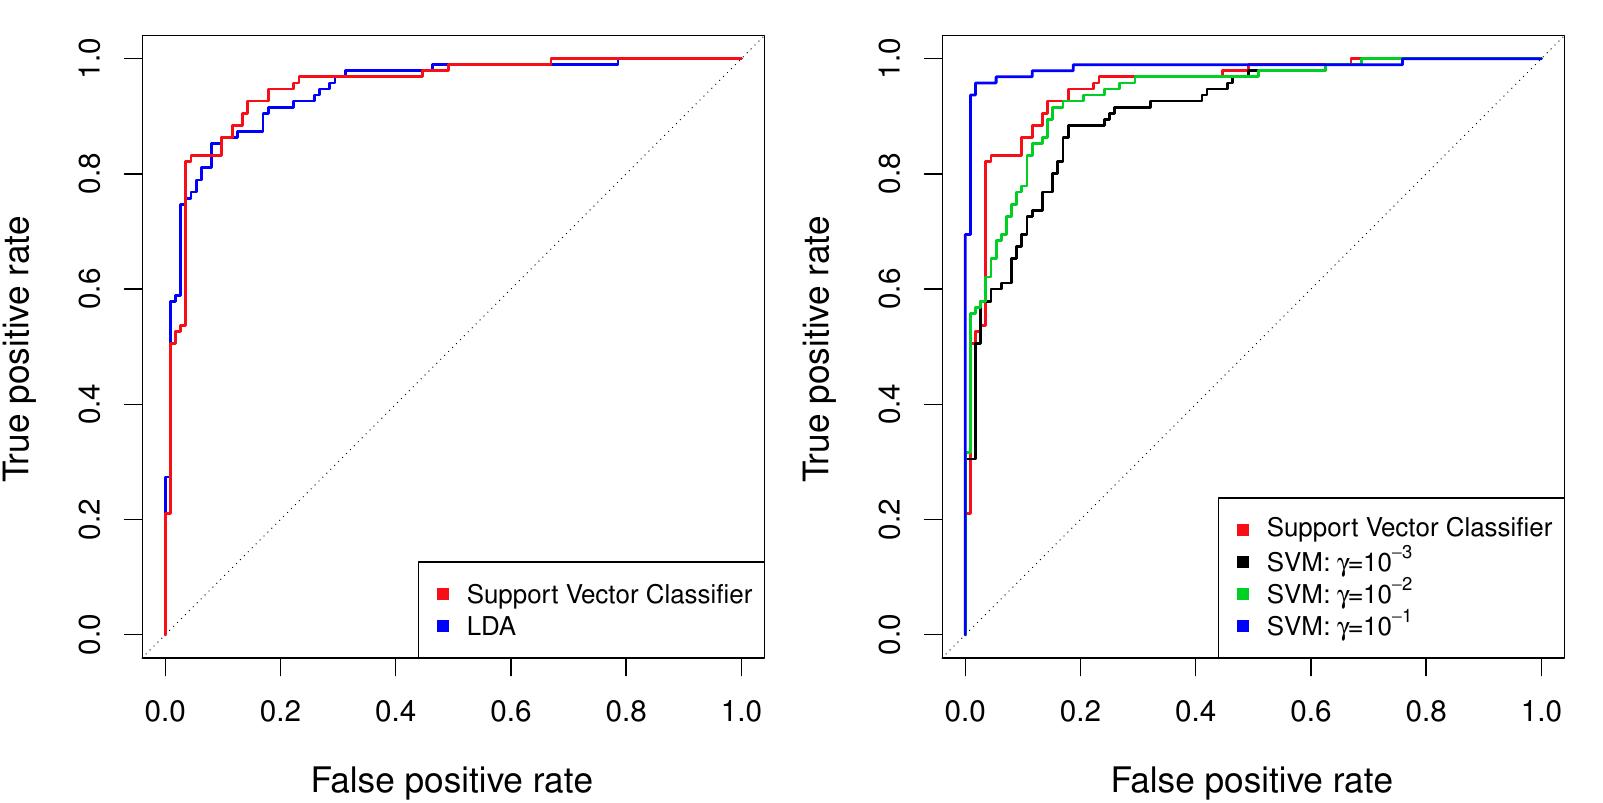 True positive rate
1.0
0.8
0.6
0.4
0.2
0.0
Support Vector Classifier
LDA
0.0 0.2 0.4 0.6 0.8 1.0
False positive rate
True positive rate
1.0
0.8
0.6
0.4
0.2
0.0
Support Vector Classifier
SVM: γ=10⁻³
SVM: γ=10⁻²
SVM: γ=10⁻¹
0.0 0.2 0.4 0.6 0.8 1.0
False positive rate